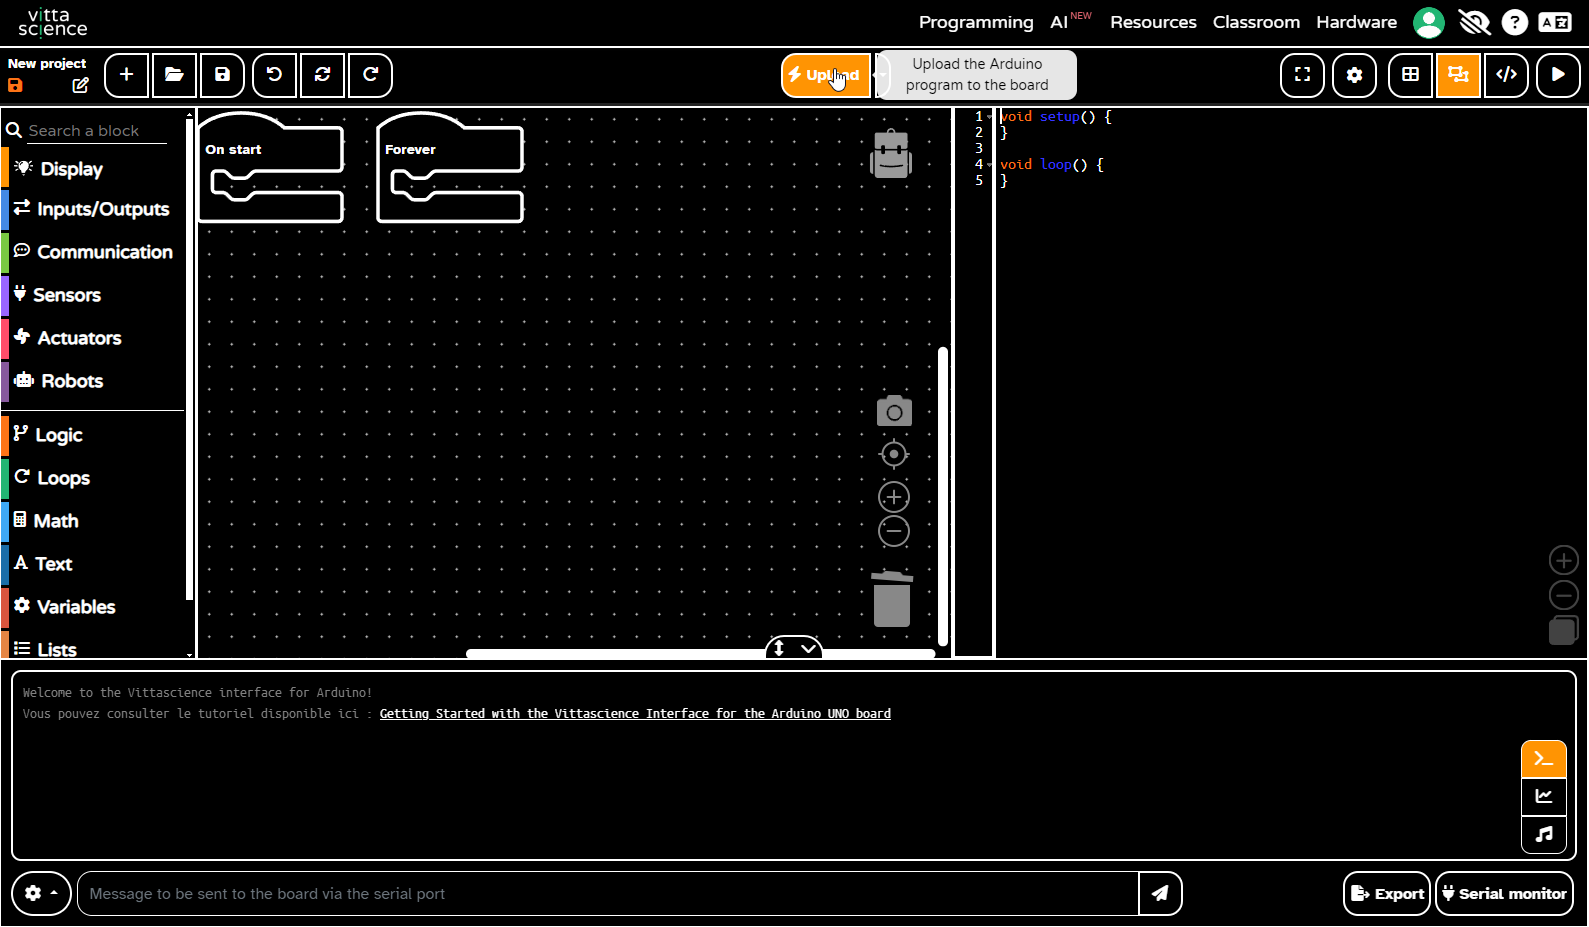 vitta
science
Programming
AI NEW
Resources
Classroom
Hardware
New project
Upload
Upload the Arduino
program to the board
Search a block
Display
Inputs/Outputs
Communication
Sensors
Actuators
Robots
Logic
Loops
Math
Text
Variables
Lists
On start
Forever
1 void setup() {
2 }
3
4 void loop() {
5 }
Welcome to the Vittascience interface for Arduino!
Vous pouvez consulter le tutoriel disponible ici : Getting Started with the Vittascience Interface for the Arduino UNO board
Message to be sent to the board via the serial port
Export
Serial monitor